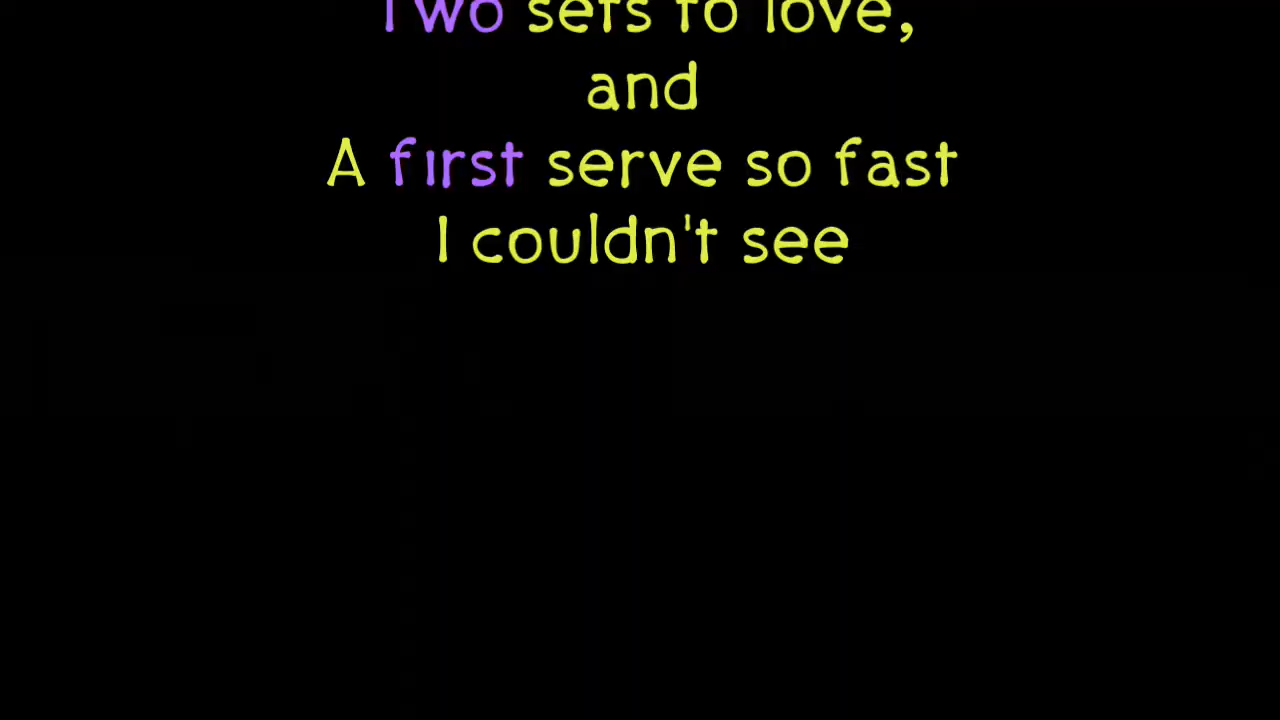 Two sets to love,
and
A first serve so fast
I couldn't see